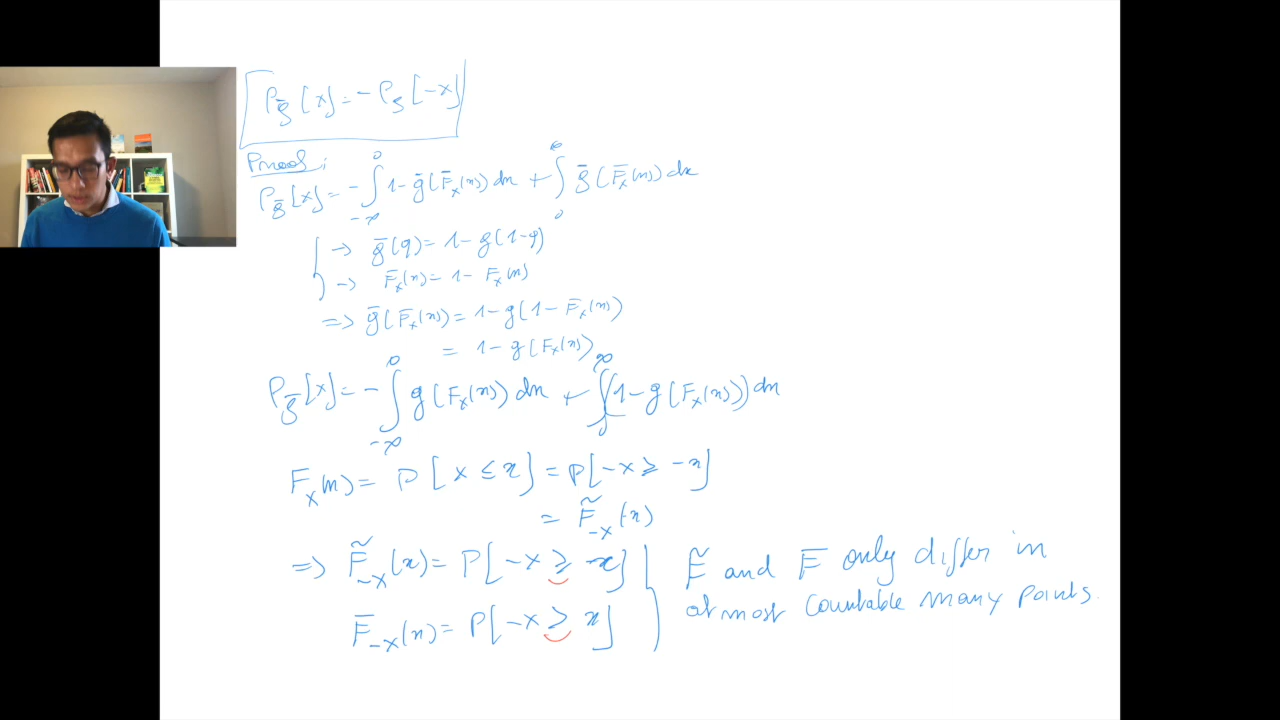 ρ_ḡ[X] = -ρ_g[-X]
Proof:
ρ_ḡ[X] = -∫_{-∞}^{0} 1-ḡ(F̄_X(x)) dx + ∫_{0}^{∞} ḡ(F̄_X(x)) dx
→ ḡ(q) = 1-g(1-q)
→ F̄_X(x) = 1-F_X(x)
=> ḡ(F̄_X(x)) = 1-g(1-F̄_X(x))
= 1-g(F_X(x))
ρ_ḡ[X] = -∫_{-∞}^{0} g(F_X(x)) dx + ∫_{0}^{∞} (1-g(F_X(x))) dx
F_X(x) = P[X ≤ x] = P[-X ≥ -x]
= F̃_{-X}(-x)
=> F̃_{-X}(x) = P[-X ≥ -x]
F̄_{-X}(x) = P[-X ≥ x]
F̃ and F̄ only differ in
at most countable many points.